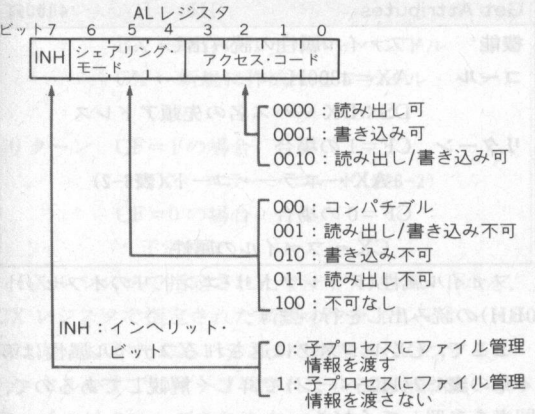 AL レジスタ
ビット7 6 5 4 3 2 1 0
INH シェアリング・モード アクセス・コード
0000：読み出し可
0001：書き込み可
0010：読み出し/書き込み可
000：コンパチブル
001：読み出し/書き込み不可
010：書き込み不可
011：読み出し不可
100：不可なし
INH：インヘリット・
ビット
0：子プロセスにファイル管理
情報を渡す
1：子プロセスにファイル管理
情報を渡さない